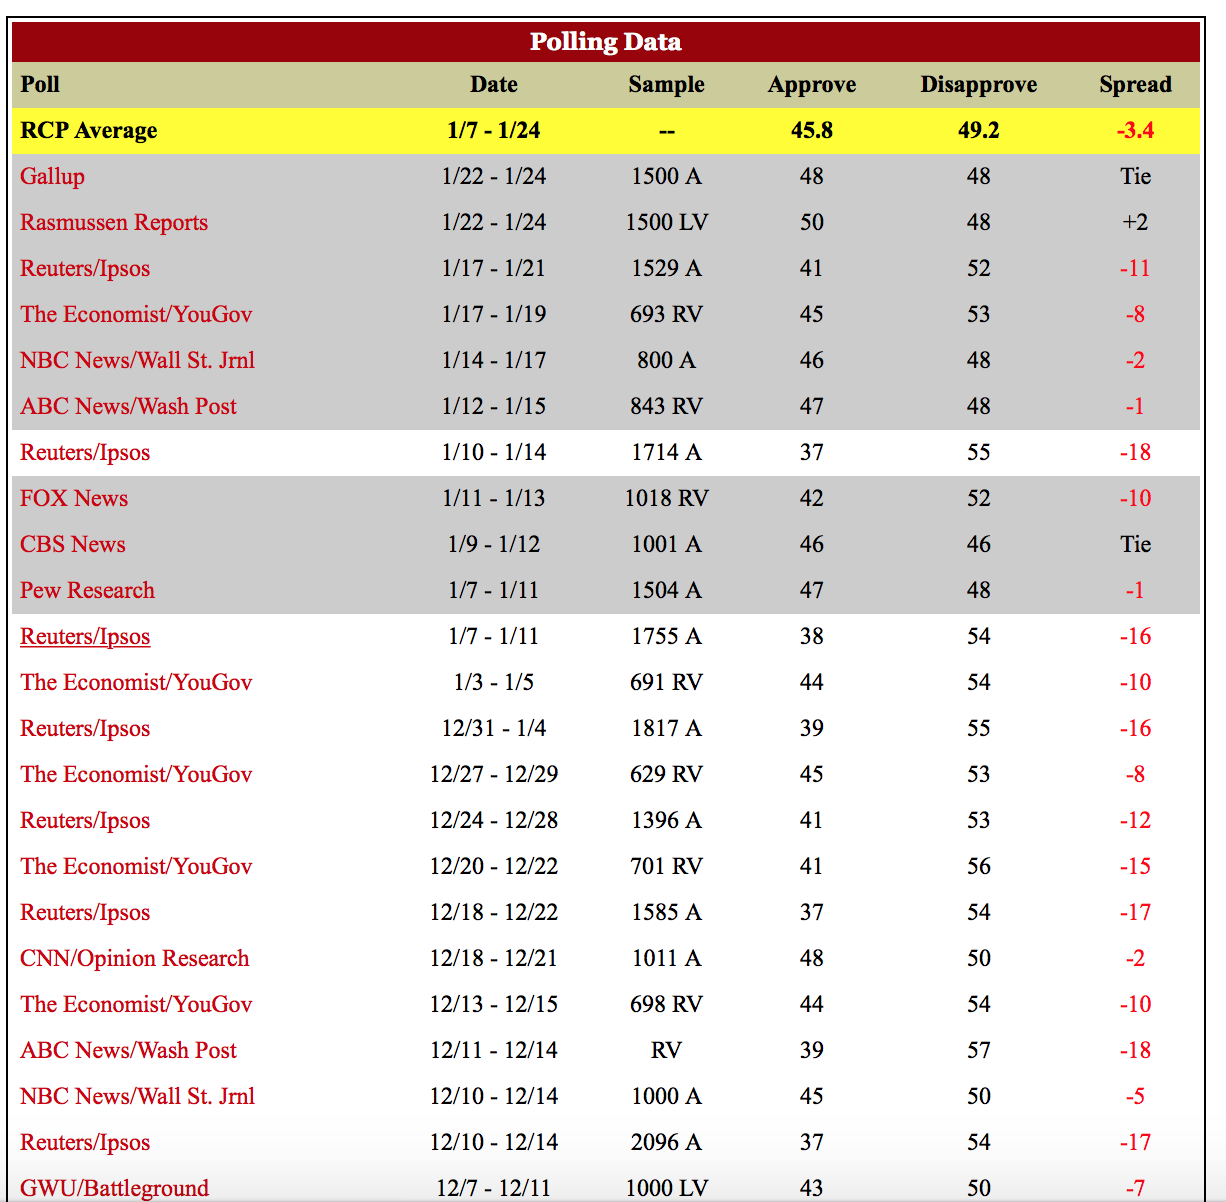 Polling Data
Poll Date Sample Approve Disapprove Spread
RCP Average 1/7 - 1/24 -- 45.8 49.2 -3.4
Gallup 1/22 - 1/24 1500 A 48 48 Tie
Rasmussen Reports 1/22 - 1/24 1500 LV 50 48 +2
Reuters/Ipsos 1/17 - 1/21 1529 A 41 52 -11
The Economist/YouGov 1/17 - 1/19 693 RV 45 53 -8
NBC News/Wall St. Jrnl 1/14 - 1/17 800 A 46 48 -2
ABC News/Wash Post 1/12 - 1/15 843 RV 47 48 -1
Reuters/Ipsos 1/10 - 1/14 1714 A 37 55 -18
FOX News 1/11 - 1/13 1018 RV 42 52 -10
CBS News 1/9 - 1/12 1001 A 46 46 Tie
Pew Research 1/7 - 1/11 1504 A 47 48 -1
Reuters/Ipsos 1/7 - 1/11 1755 A 38 54 -16
The Economist/YouGov 1/3 - 1/5 691 RV 44 54 -10
Reuters/Ipsos 12/31 - 1/4 1817 A 39 55 -16
The Economist/YouGov 12/27 - 12/29 629 RV 45 53 -8
Reuters/Ipsos 12/24 - 12/28 1396 A 41 53 -12
The Economist/YouGov 12/20 - 12/22 701 RV 41 56 -15
Reuters/Ipsos 12/18 - 12/22 1585 A 37 54 -17
CNN/Opinion Research 12/18 - 12/21 1011 A 48 50 -2
The Economist/YouGov 12/13 - 12/15 698 RV 44 54 -10
ABC News/Wash Post 12/11 - 12/14 RV 39 57 -18
NBC News/Wall St. Jrnl 12/10 - 12/14 1000 A 45 50 -5
Reuters/Ipsos 12/10 - 12/14 2096 A 37 54 -17
GWU/Battleground 12/7 - 12/11 1000 LV 43 50 -7